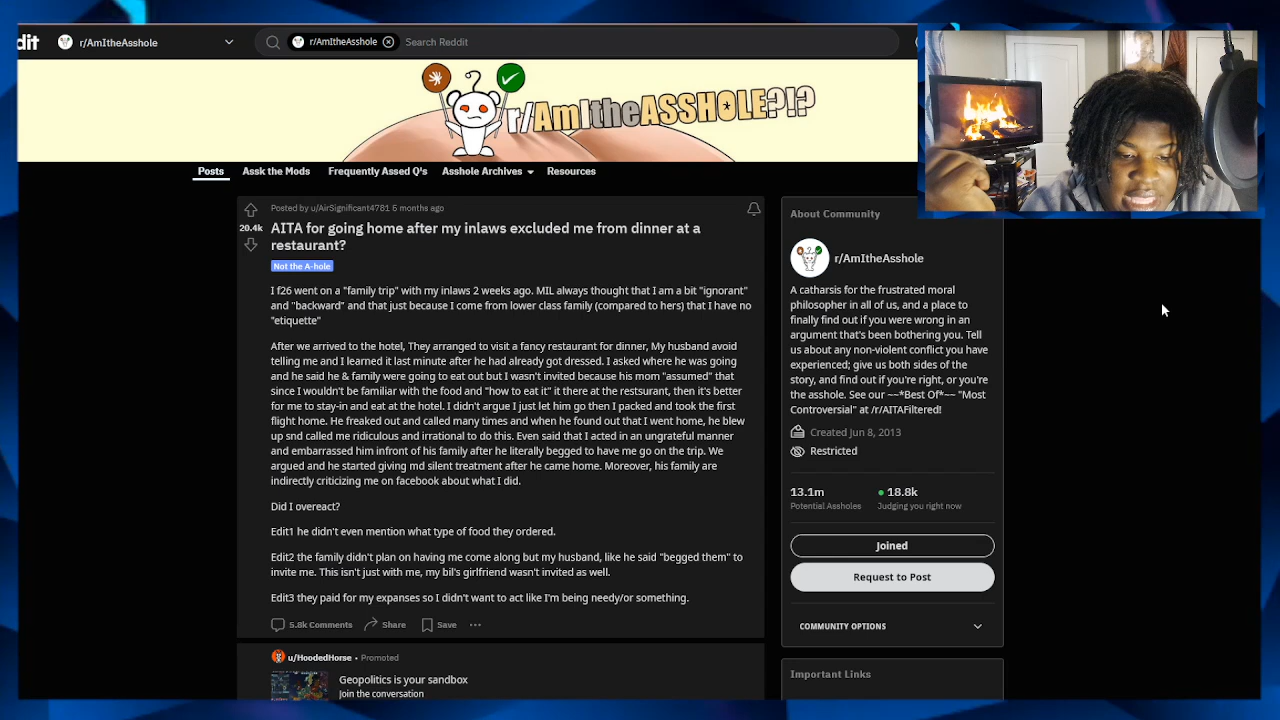 dit
r/AmItheAsshole
r/AmItheAsshole
Search Reddit
r/AmItheASSHOLE?!?
Posts
Assk the Mods
Frequently Assed Q's
Asshole Archives
Resources
Posted by u/AirSignificant4781 5 months ago
20.4k
AITA for going home after my inlaws excluded me from dinner at a
restaurant?
Not the A-hole
I f26 went on a "family trip" with my inlaws 2 weeks ago. MIL always thought that I am a bit "ignorant"
and "backward" and that just because I come from lower class family (compared to hers) that I have no
"etiquette"
After we arrived to the hotel, They arranged to visit a fancy restaurant for dinner, My husband avoid
telling me and I learned it last minute after he had already got dressed. I asked where he was going
and he said he & family were going to eat out but I wasn't invited because his mom "assumed" that
since I wouldn't be familiar with the food and "how to eat it" it there at the restsurant, then it's better
for me to stay-in and eat at the hotel. I didn't argue I just let him go then I packed and took the first
flight home. He freaked out and called many times and when he found out that I went home, he blew
up snd called me ridiculous and irrational to do this. Even said that I acted in an ungrateful manner
and embarrassed him infront of his family after he literally begged to have me go on the trip. We
argued and he started giving md silent treatment after he came home. Moreover, his family are
indirectly criticizing me on facebook about what I did.
Did I overeact?
Edit1 he didn't even mention what type of food they ordered.
Edit2 the family didn't plan on having me come along but my husband, like he said "begged them" to
invite me. This isn't just with me, my bil's girlfriend wasn't invited as well.
Edit3 they paid for my expanses so I didn't want to act like I'm being needy/or something.
5.8k Comments
Share
Save
u/HoodedHorse • Promoted
Geopolitics is your sandbox
Join the conversation
About Community
r/AmItheAsshole
A catharsis for the frustrated moral
philosopher in all of us, and a place to
finally find out if you were wrong in an
argument that's been bothering you. Tell
us about any non-violent conflict you have
experienced; give us both sides of the
story, and find out if you're right, or you're
the asshole. See our ~~*Best Of*~~ "Most
Controversial" at /r/AITAFiltered!
Created Jun 8, 2013
Restricted
13.1m
Potential Assholes
18.8k
Judging you right now
Joined
Request to Post
COMMUNITY OPTIONS
Important Links